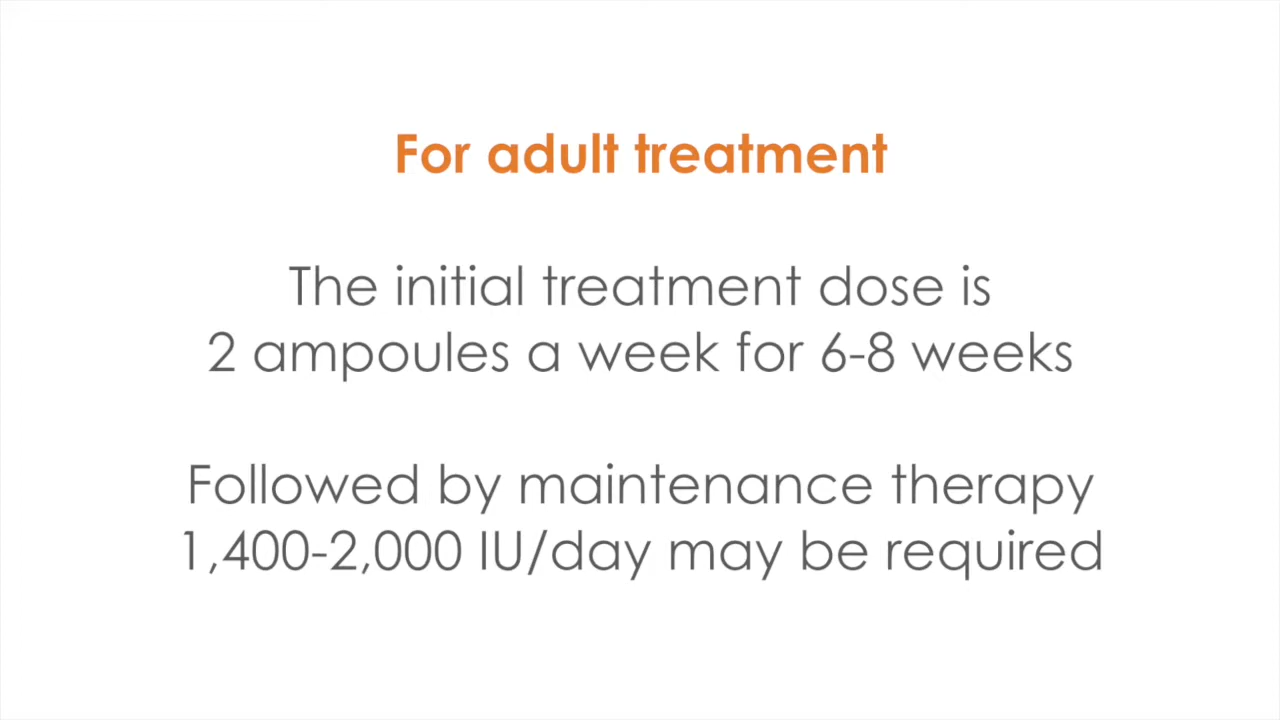 For adult treatment
The initial treatment dose is
2 ampoules a week for 6-8 weeks
Followed by maintenance therapy
1,400-2,000 IU/day may be required